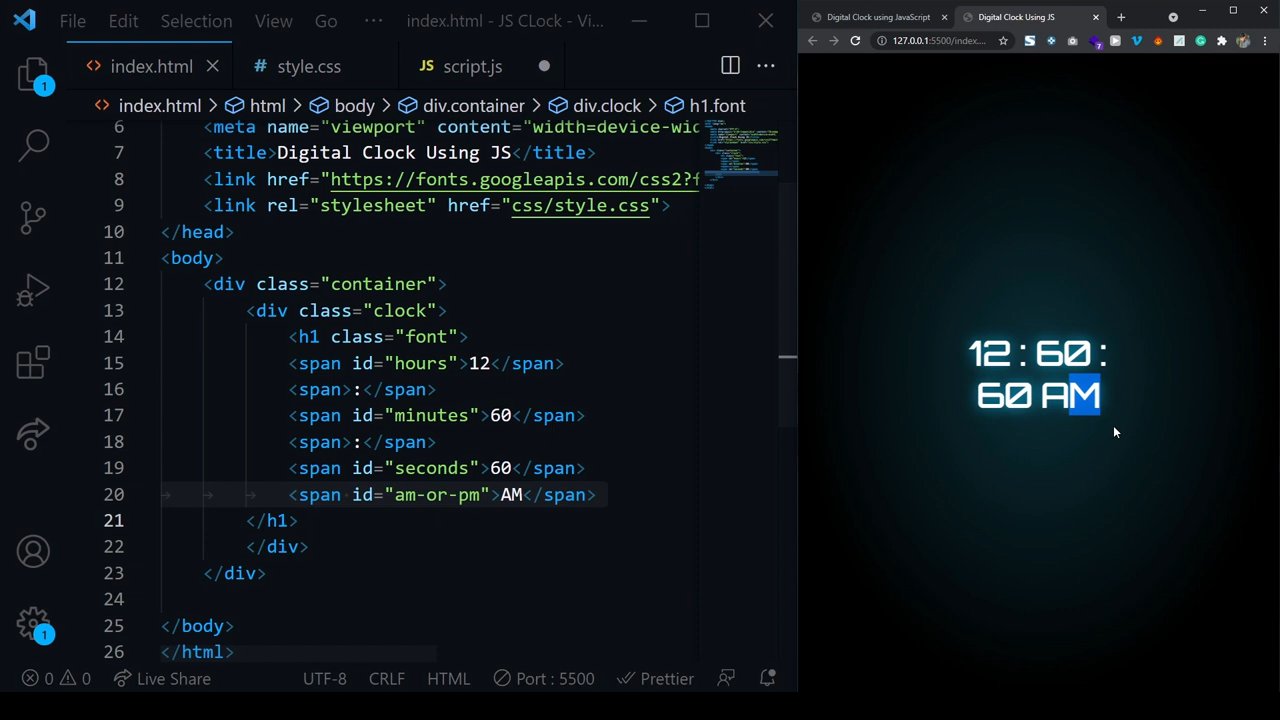 File Edit Selection View Go ··· index.html - JS CLock - Vi...
index.html style.css JS script.js
index.html > html > body > div.container > div.clock > h1.font
6 <meta name="viewport" content="width=device-wid
7 <title>Digital Clock Using JS</title>
8 <link href="https://fonts.googleapis.com/css2?f
9 <link rel="stylesheet" href="css/style.css">
10 </head>
11 <body>
12 <div class="container">
13 <div class="clock">
14 <h1 class="font">
15 <span id="hours">12</span>
16 <span>:</span>
17 <span id="minutes">60</span>
18 <span>:</span>
19 <span id="seconds">60</span>
20 <span id="am-or-pm">AM</span>
21 </h1>
22 </div>
23 </div>
24
25 </body>
26 </html>
1
1
0 0 Live Share UTF-8 CRLF HTML Port : 5500 Prettier
Digital Clock using JavaScript Digital Clock Using JS
127.0.0.1:5500/index....
12 : 60 :
60 AM